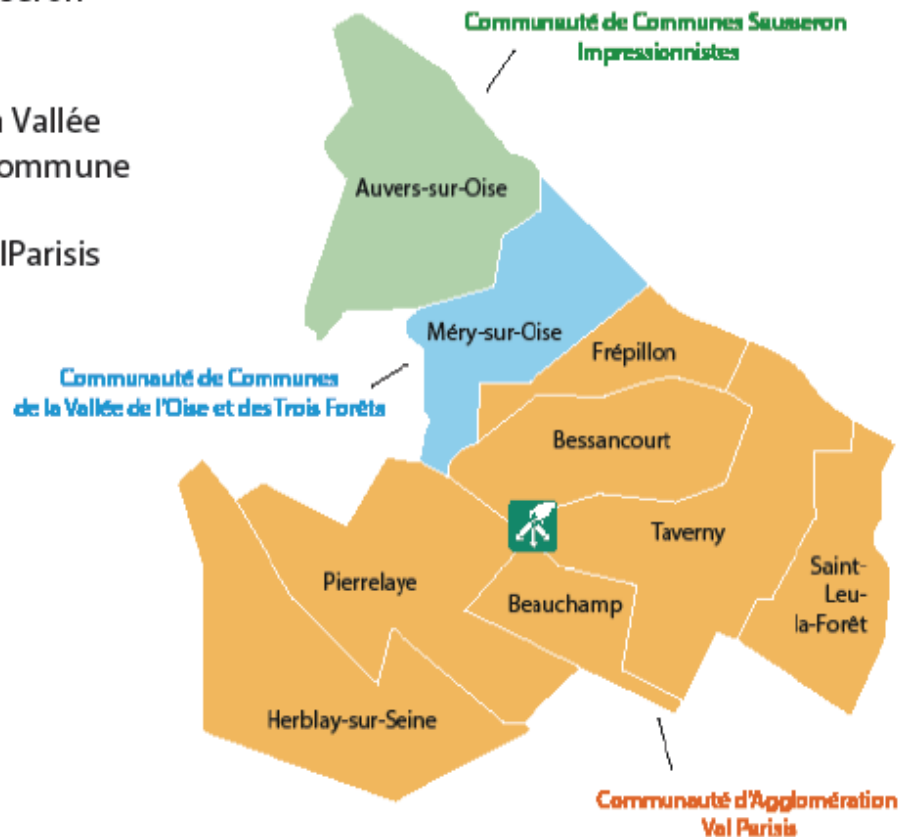 Communauté de Communes Sausseron
Impressionnistes
Vallée
lParisis
Auvers-sur-Oise
Méry-sur-Oise
Communauté de Communes
de la Vallée de l'Oise et des Trois Forêts
Frépillon
Bessancourt
Taverny
Saint-
Leu-
la-Forêt
Pierrelaye
Beauchamp
Herblay-sur-Seine
Communauté d'Agglomération
Val Parisis